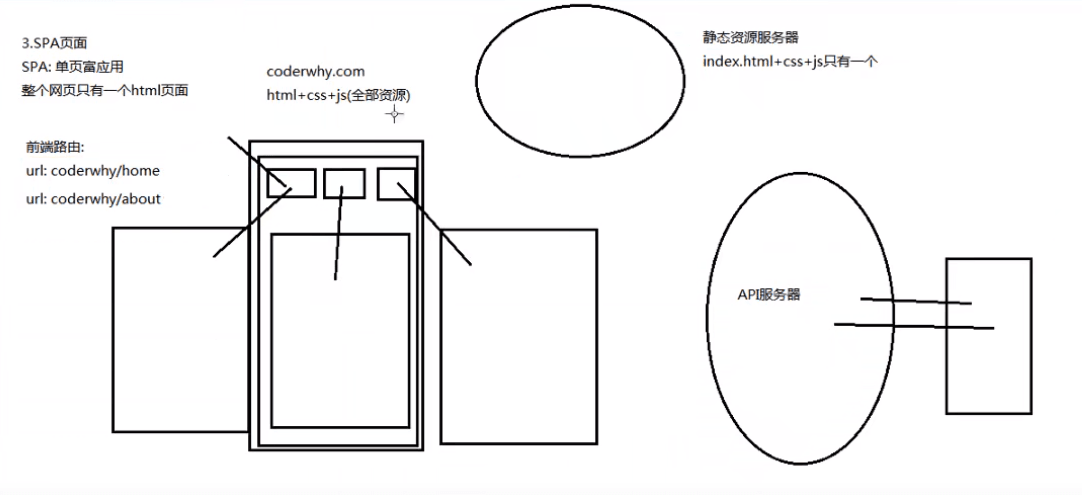 3.SPA页面
SPA: 单页富应用
整个网页只有一个html页面
coderwhy.com
html+css+js(全部资源)
静态资源服务器
index.html+css+js只有一个
前端路由:
url: coderwhy/home
url: coderwhy/about
API服务器